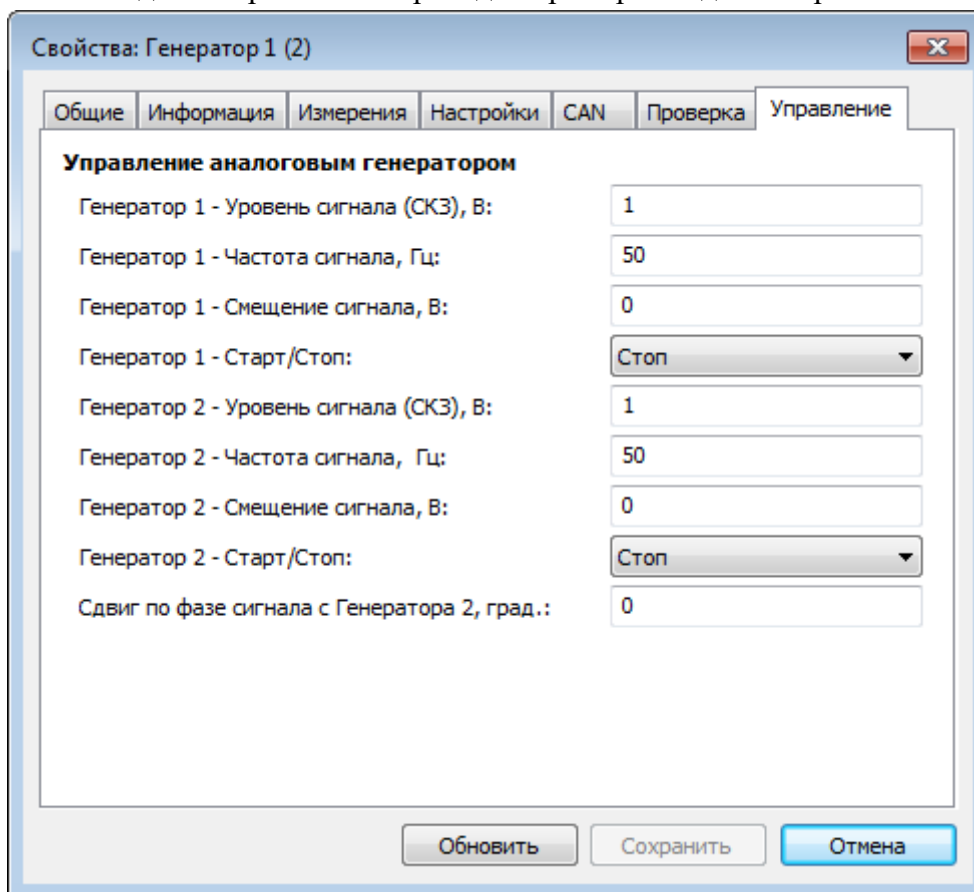 Свойства: Генератор 1 (2)
Общие Информация Измерения Настройки CAN Проверка Управление
Управление аналоговым генератором
Генератор 1 - Уровень сигнала (СКЗ), В: 1
Генератор 1 - Частота сигнала, Гц: 50
Генератор 1 - Смещение сигнала, В: 0
Генератор 1 - Старт/Стоп: Стоп
Генератор 2 - Уровень сигнала (СКЗ), В: 1
Генератор 2 - Частота сигнала, Гц: 50
Генератор 2 - Смещение сигнала, В: 0
Генератор 2 - Старт/Стоп: Стоп
Сдвиг по фазе сигнала с Генератора 2, град.: 0
Обновить Сохранить Отмена